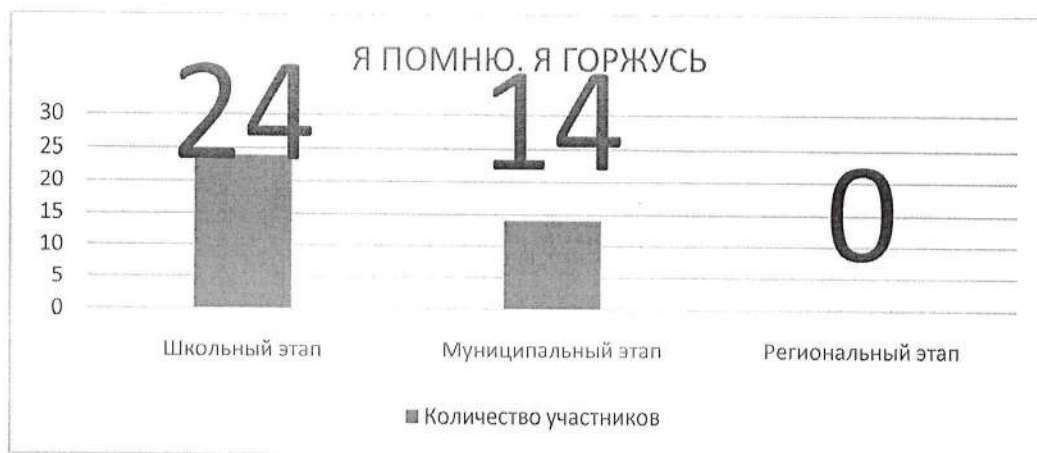 Я ПОМНЮ. Я ГОРЖУСЬ
24
14
0
30
25
20
15
10
5
0
Школьный этап
Муниципальный этап
Региональный этап
Количество участников